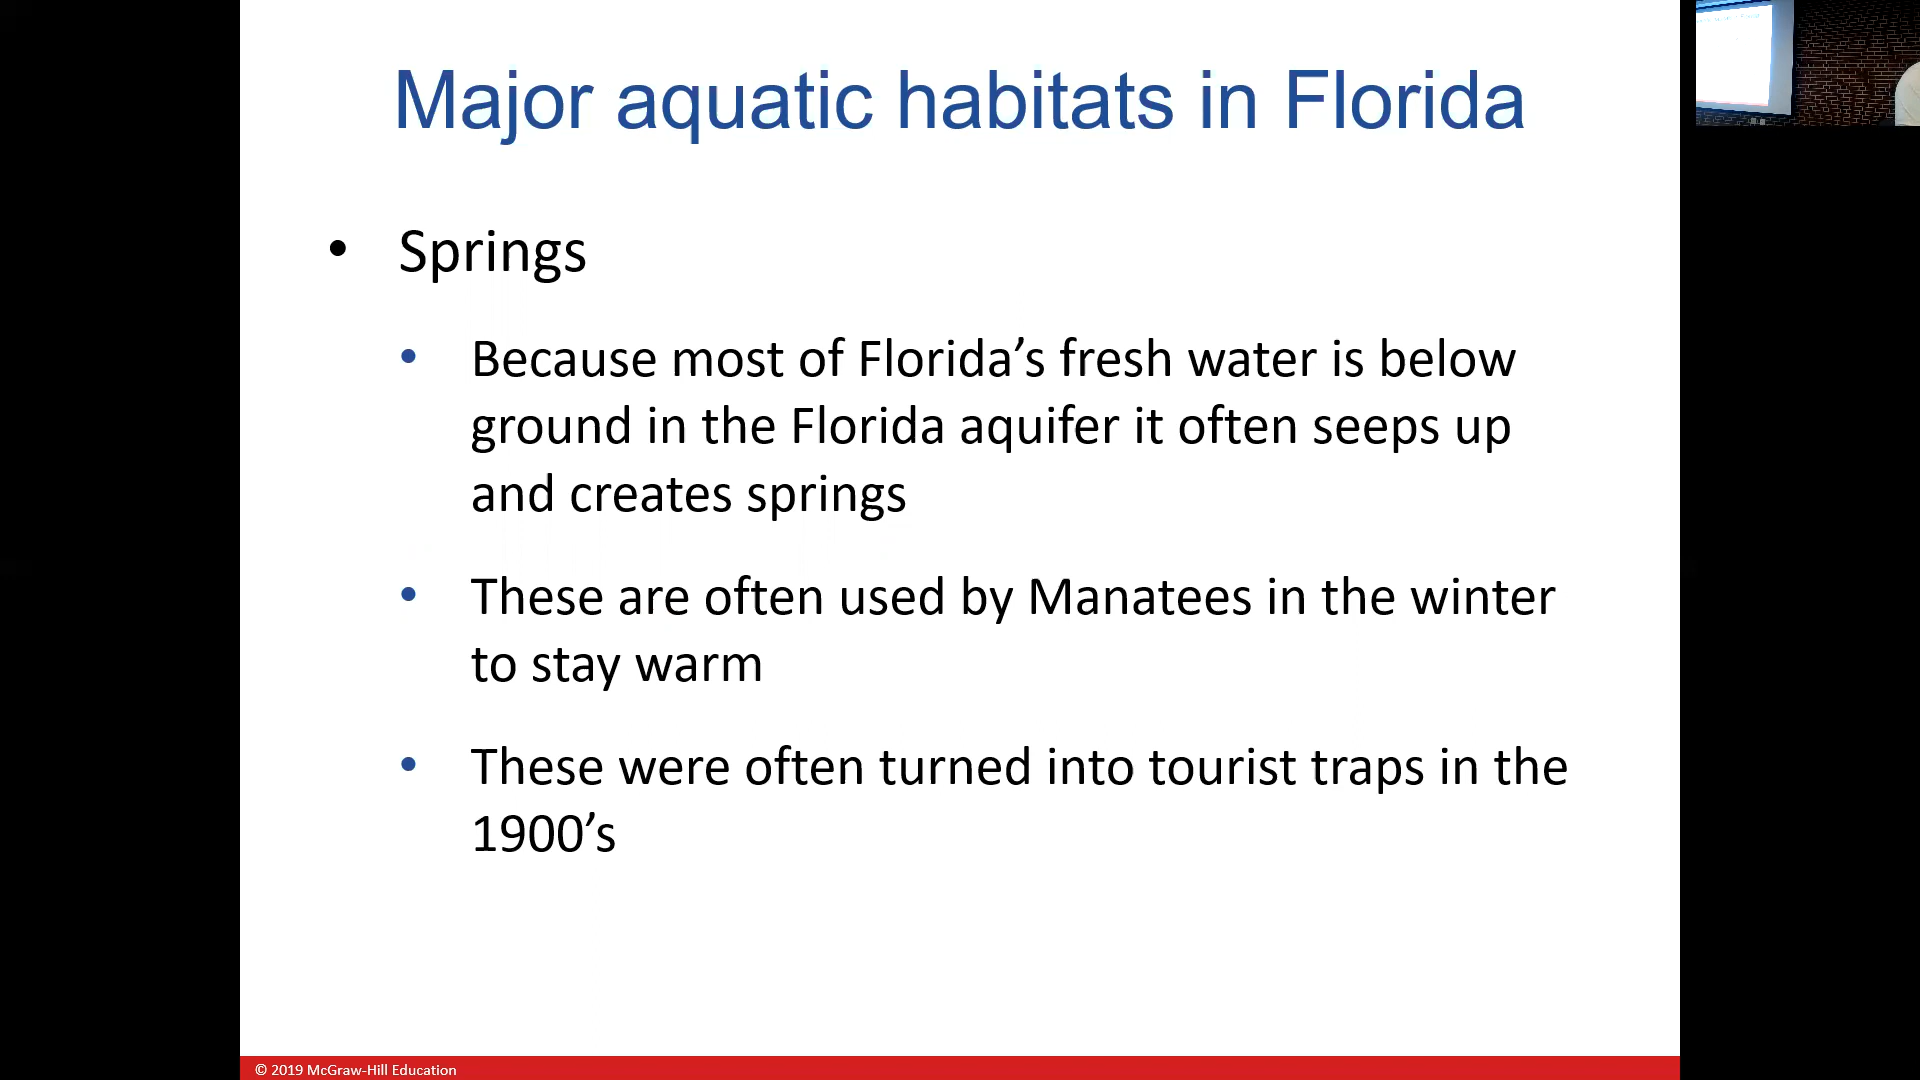 Major aquatic habitats in Florida
• Springs
• Because most of Florida’s fresh water is below
ground in the Florida aquifer it often seeps up
and creates springs
• These are often used by Manatees in the winter
to stay warm
• These were often turned into tourist traps in the
1900’s
© 2019 McGraw-Hill Education